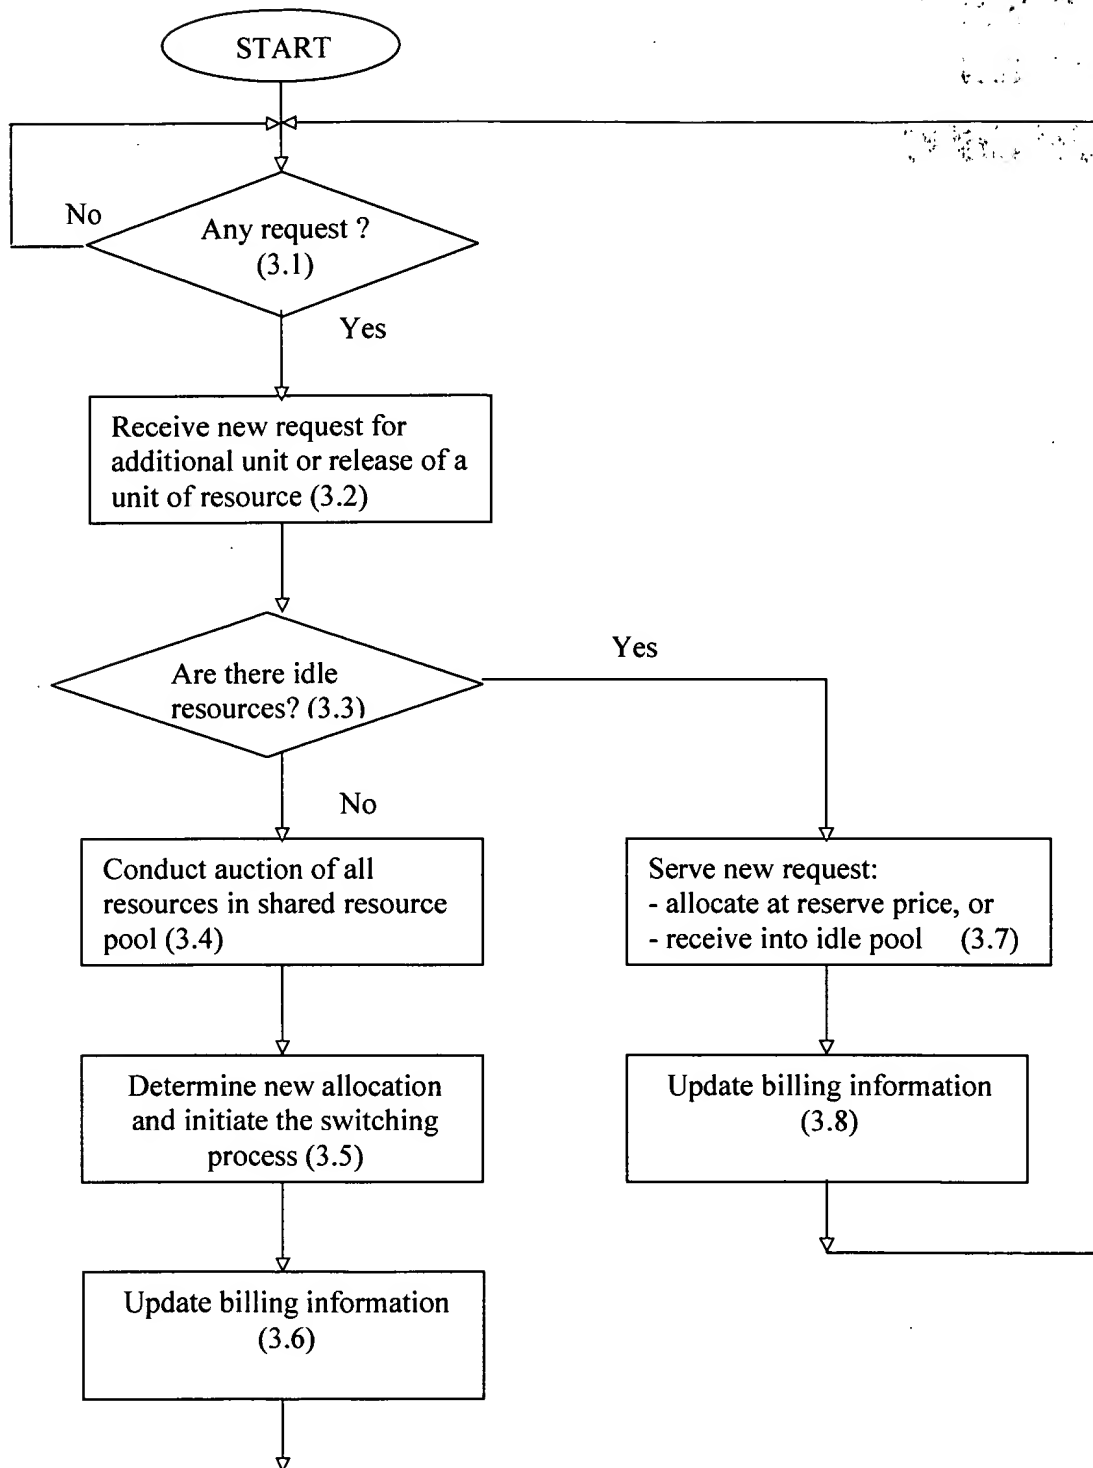 START
No
Any request ?
(3.1)
Yes
Receive new request for
additional unit or release of a
unit of resource (3.2)
Are there idle
resources? (3.3)
Yes
No
Conduct auction of all
resources in shared resource
pool (3.4)
Serve new request:
- allocate at reserve price, or
- receive into idle pool (3.7)
Determine new allocation
and initiate the switching
process (3.5)
Update billing information
(3.8)
Update billing information
(3.6)